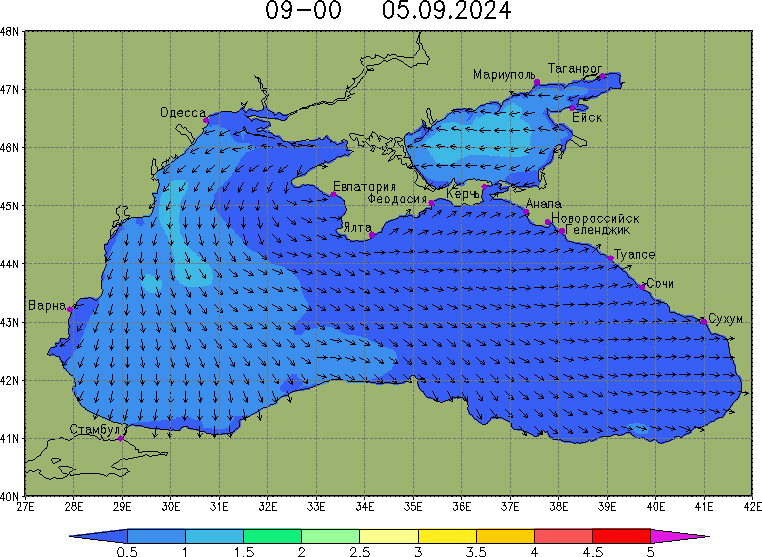 09-00 05.09.2024
48N
47N
46N
45N
44N
43N
42N
41N
40N
Таганрог
Мариуполь
Одесса
Ейск
Евпатория
Керчь
Феодосия
Анапа
Новороссийск
Ялта
Геленджик
Туапсе
Сочи
Варна
Сухум
Стамбул
27E 28E 29E 30E 31E 32E 33E 34E 35E 36E 37E 38E 39E 40E 41E 42E
0.5 1 1.5 2 2.5 3 3.5 4 4.5 5